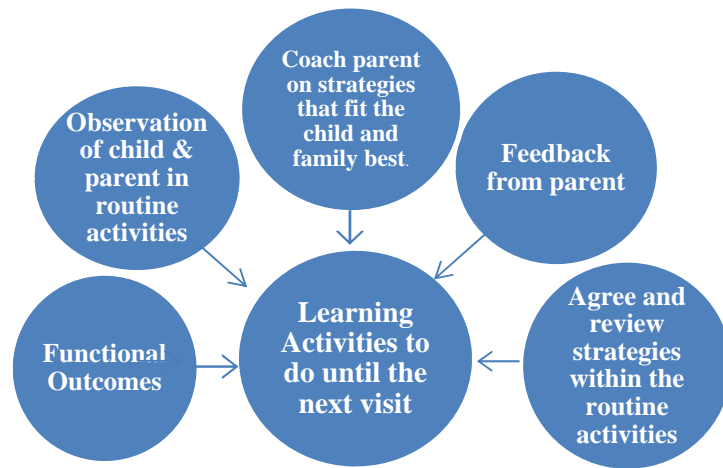 Coach parent
on strategies
that fit the
child and
family best.
Observation
of child &
parent in
routine
activities
Feedback
from parent
Functional
Outcomes
Learning
Activities to
do until the
next visit
Agree and
review
strategies
within the
routine
activities